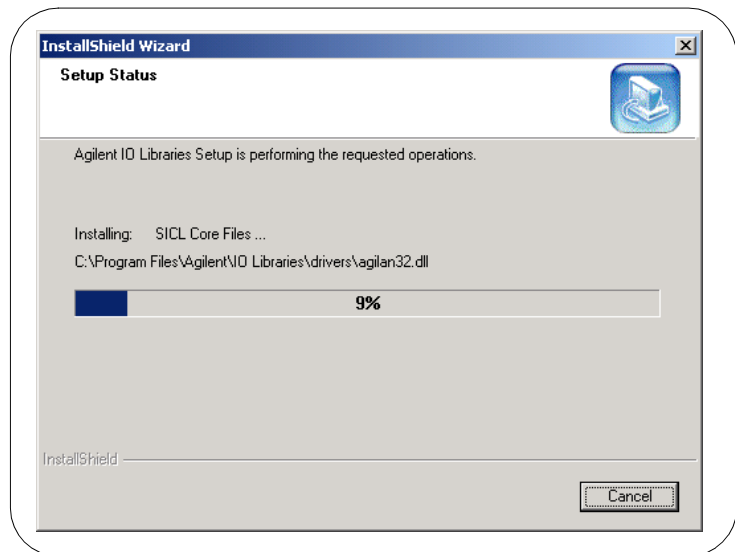 InstallShield Wizard
Setup Status
Agilent IO Libraries Setup is performing the requested operations.
Installing: SICL Core Files ...
C:\Program Files\Agilent\IO Libraries\drivers\agilan32.dll
9%
InstallShield
Cancel